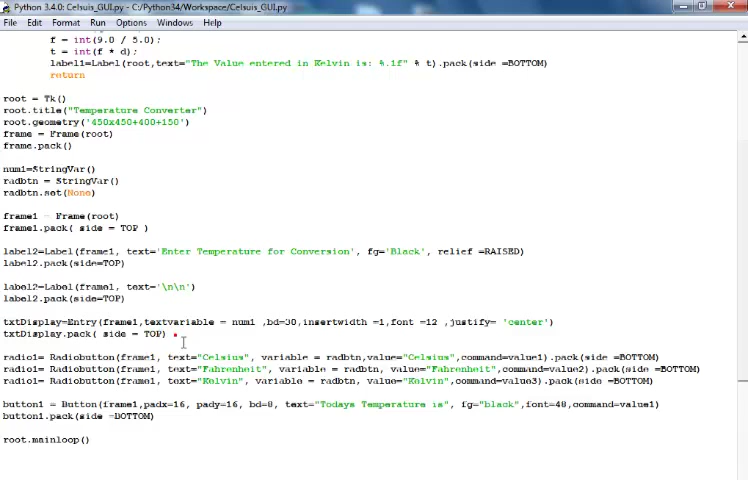 Python 3.4.0: Celsuis_GUI.py - C:/Python34/Workspace/Celsuis_GUI.py
File Edit Format Run Options Windows Help
f = int(9.0 / 5.0);
t = int(f * d);
label1=Label(root,text="The Value entered in Kelvin is: %.1f" % t).pack(side =BOTTOM)
return
root = Tk()
root.title("Temperature Converter")
root.geometry('450x450+400+150')
frame = Frame(root)
frame.pack()
num1=StringVar()
radbtn = StringVar()
radbtn.set(None)
frame1 = Frame(root)
frame1.pack( side = TOP )
label2=Label(frame1, text='Enter Temperature for Conversion', fg='Black', relief =RAISED)
label2.pack(side=TOP)
label2=Label(frame1, text='\n\n')
label2.pack(side=TOP)
txtDisplay=Entry(frame1,textvariable = num1 ,bd=30,insertwidth =1,font =12 ,justify= 'center')
txtDisplay.pack( side = TOP)
radio1= Radiobutton(frame1, text="Celsius", variable = radbtn,value="Celsius",command=value1).pack(side =BOTTOM)
radio1= Radiobutton(frame1, text="Fahrenheit", variable = radbtn, value="Fahrenheit",command=value2).pack(side =BOTTOM)
radio1= Radiobutton(frame1, text="Kelvin", variable = radbtn, value="Kelvin",command=value3).pack(side =BOTTOM)
button1 = Button(frame1,padx=16, pady=16, bd=8, text="Todays Temperature is", fg="black",font=48,command=value1)
button1.pack(side =BOTTOM)
root.mainloop()